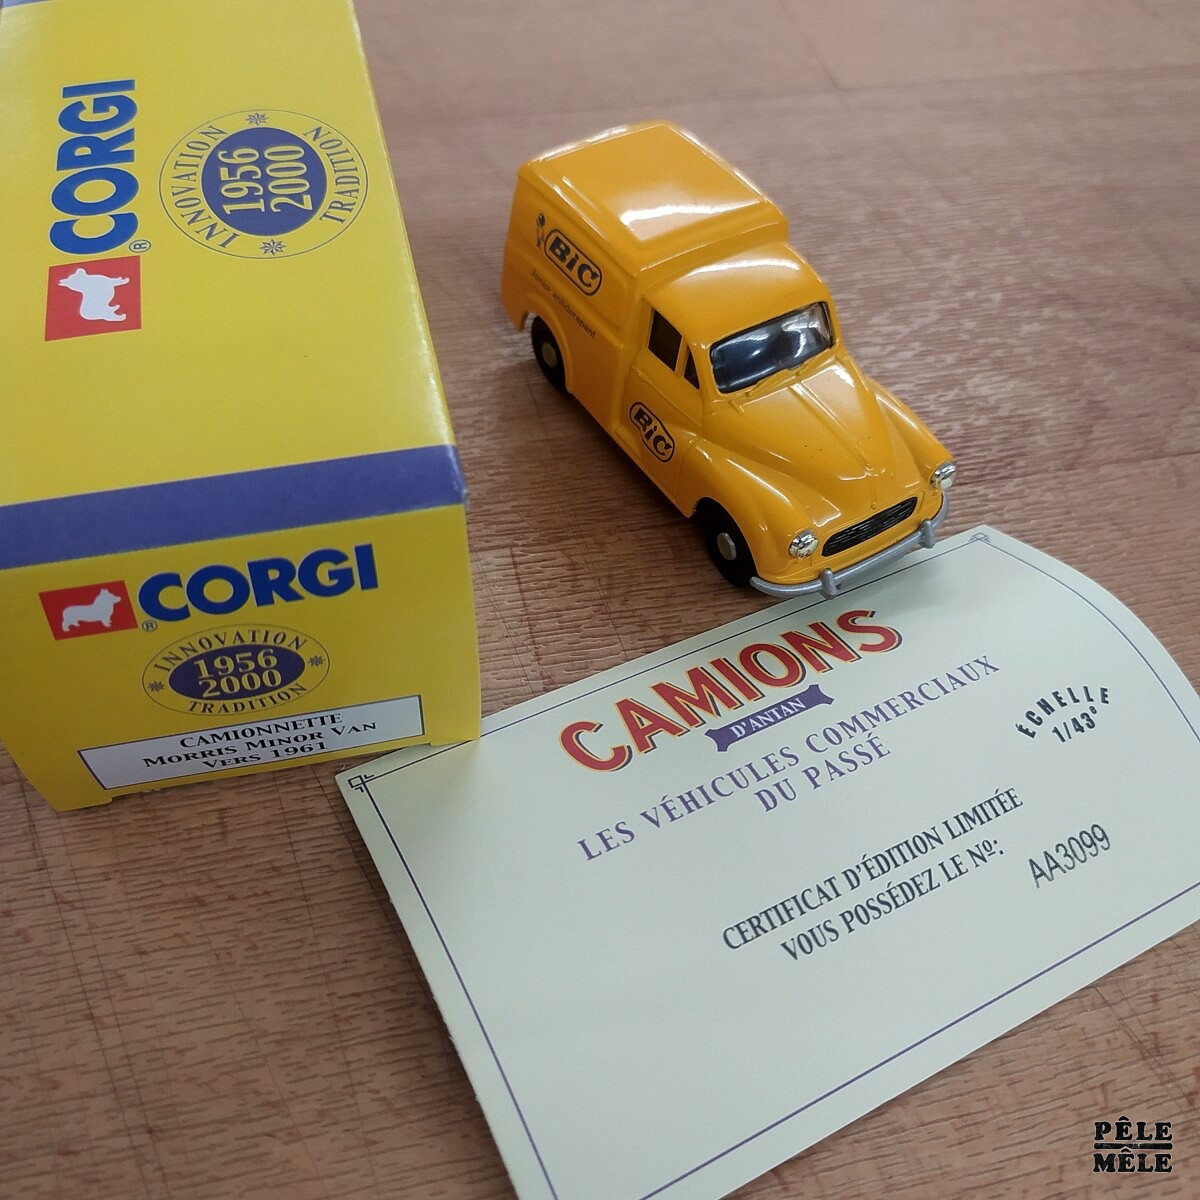 CORGI
®
INNOVATION
1956
2000
TRADITION
CORGI
®
INNOVATION
1956
2000
TRADITION
CAMIONNETTE
MORRIS MINOR VAN
VERS 1961
BiC
BiC
CAMIONS
D'ANTAN
LES VÉHICULES COMMERCIAUX
DU PASSÉ
ÉCHELLE
1/43e
CERTIFICAT D'ÉDITION LIMITÉE
VOUS POSSÉDEZ LE Nº:
AA3099
PÊLE
MÊLE